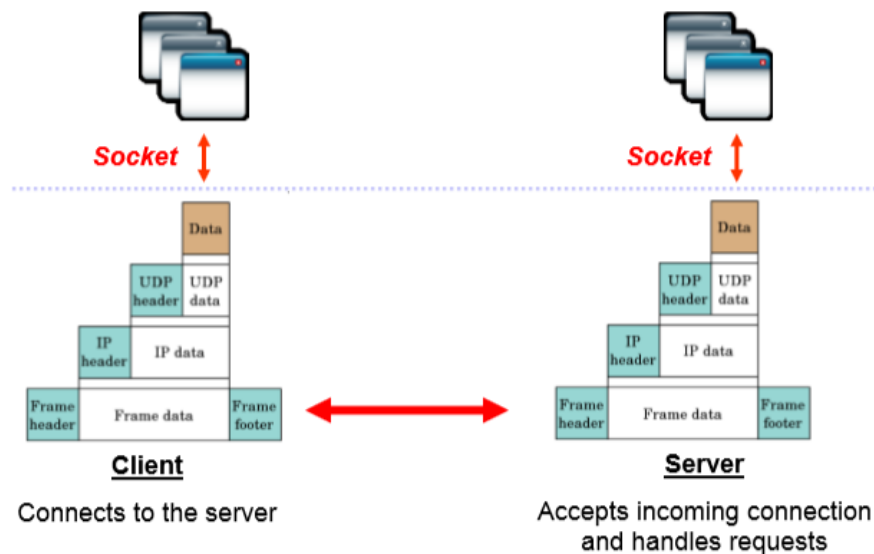 Socket
Socket
Data
Data
UDP header
UDP data
UDP header
UDP data
IP header
IP data
IP header
IP data
Frame header
Frame data
Frame footer
Frame header
Frame data
Frame footer
Client
Server
Connects to the server
Accepts incoming connection
and handles requests